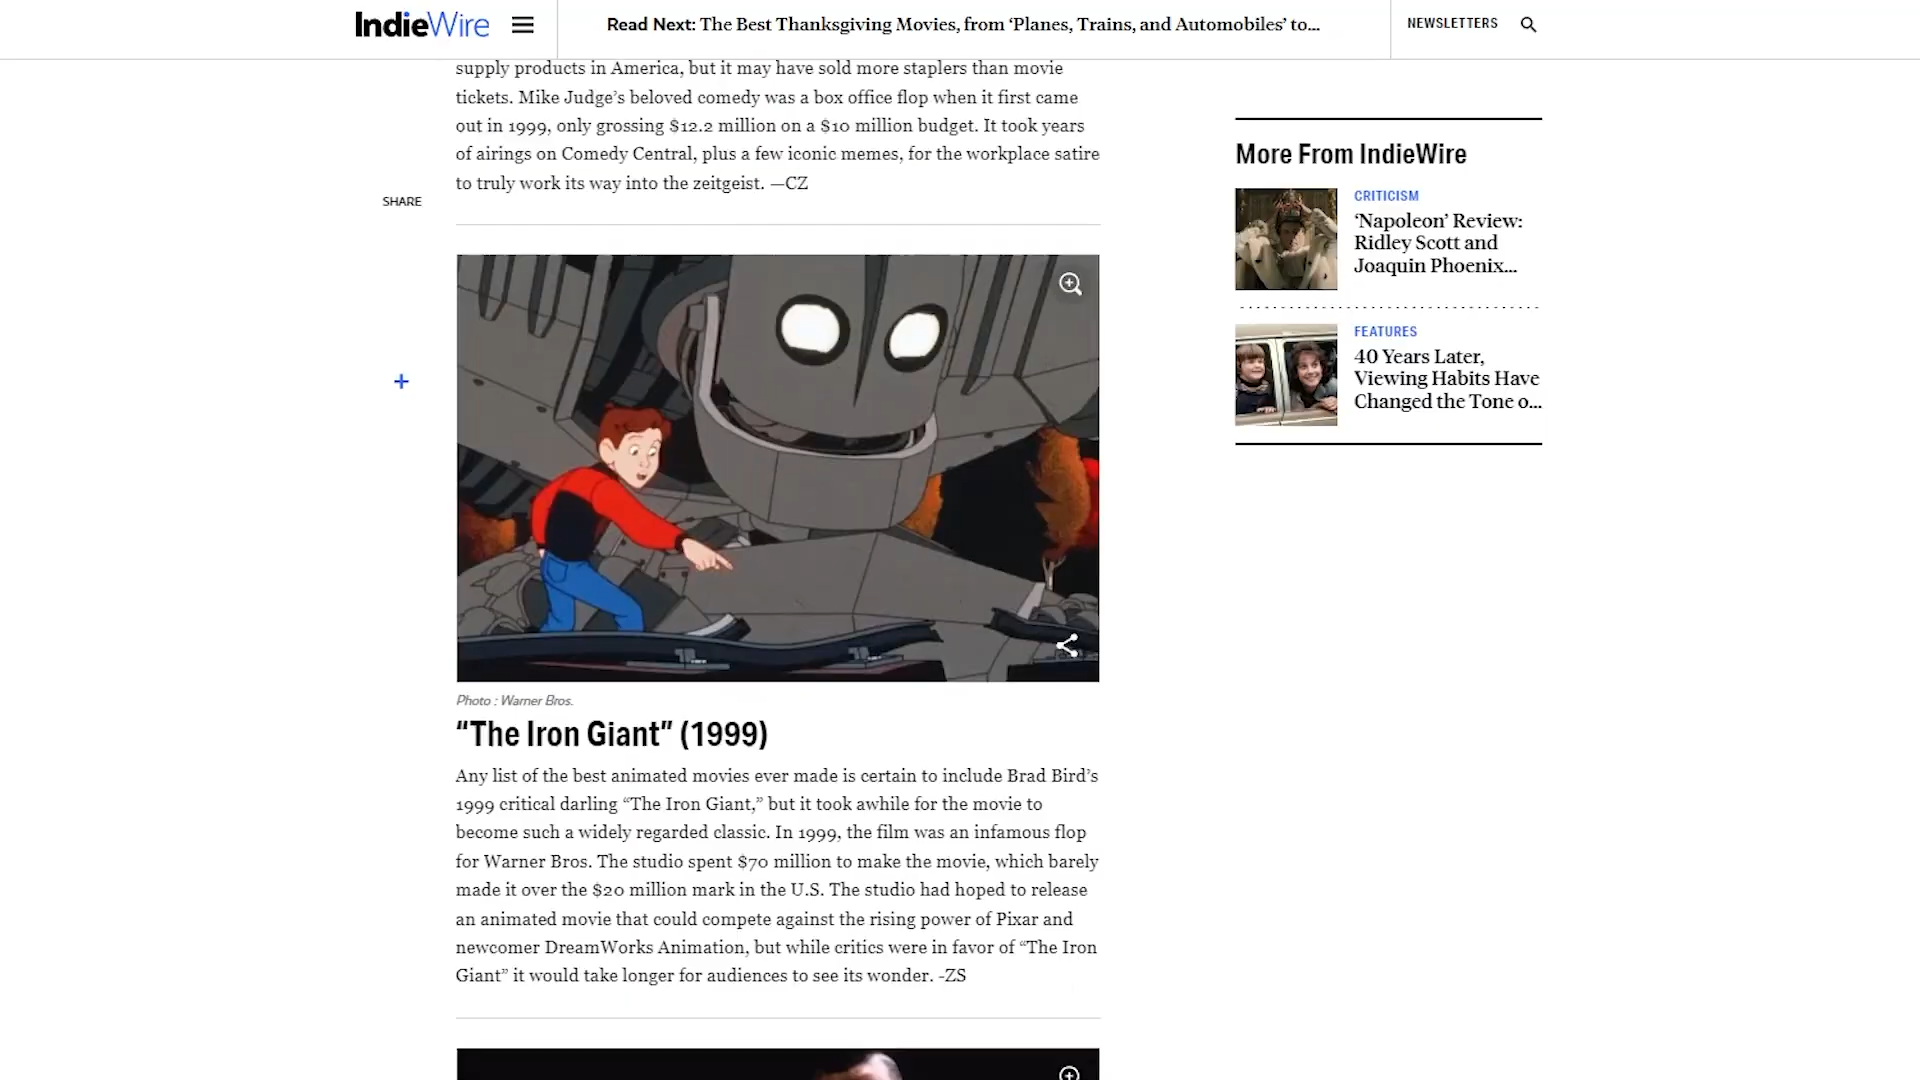 IndieWire
Read Next: The Best Thanksgiving Movies, from ‘Planes, Trains, and Automobiles’ to...
NEWSLETTERS
supply products in America, but it may have sold more staplers than movie
tickets. Mike Judge’s beloved comedy was a box office flop when it first came
out in 1999, only grossing $12.2 million on a $10 million budget. It took years
of airings on Comedy Central, plus a few iconic memes, for the workplace satire
to truly work its way into the zeitgeist. —CZ
SHARE
Photo : Warner Bros.
“The Iron Giant” (1999)
Any list of the best animated movies ever made is certain to include Brad Bird’s
1999 critical darling “The Iron Giant,” but it took awhile for the movie to
become such a widely regarded classic. In 1999, the film was an infamous flop
for Warner Bros. The studio spent $70 million to make the movie, which barely
made it over the $20 million mark in the U.S. The studio had hoped to release
an animated movie that could compete against the rising power of Pixar and
newcomer DreamWorks Animation, but while critics were in favor of “The Iron
Giant” it would take longer for audiences to see its wonder. -ZS
More From IndieWire
CRITICISM
‘Napoleon’ Review:
Ridley Scott and
Joaquin Phoenix...
FEATURES
40 Years Later,
Viewing Habits Have
Changed the Tone o...